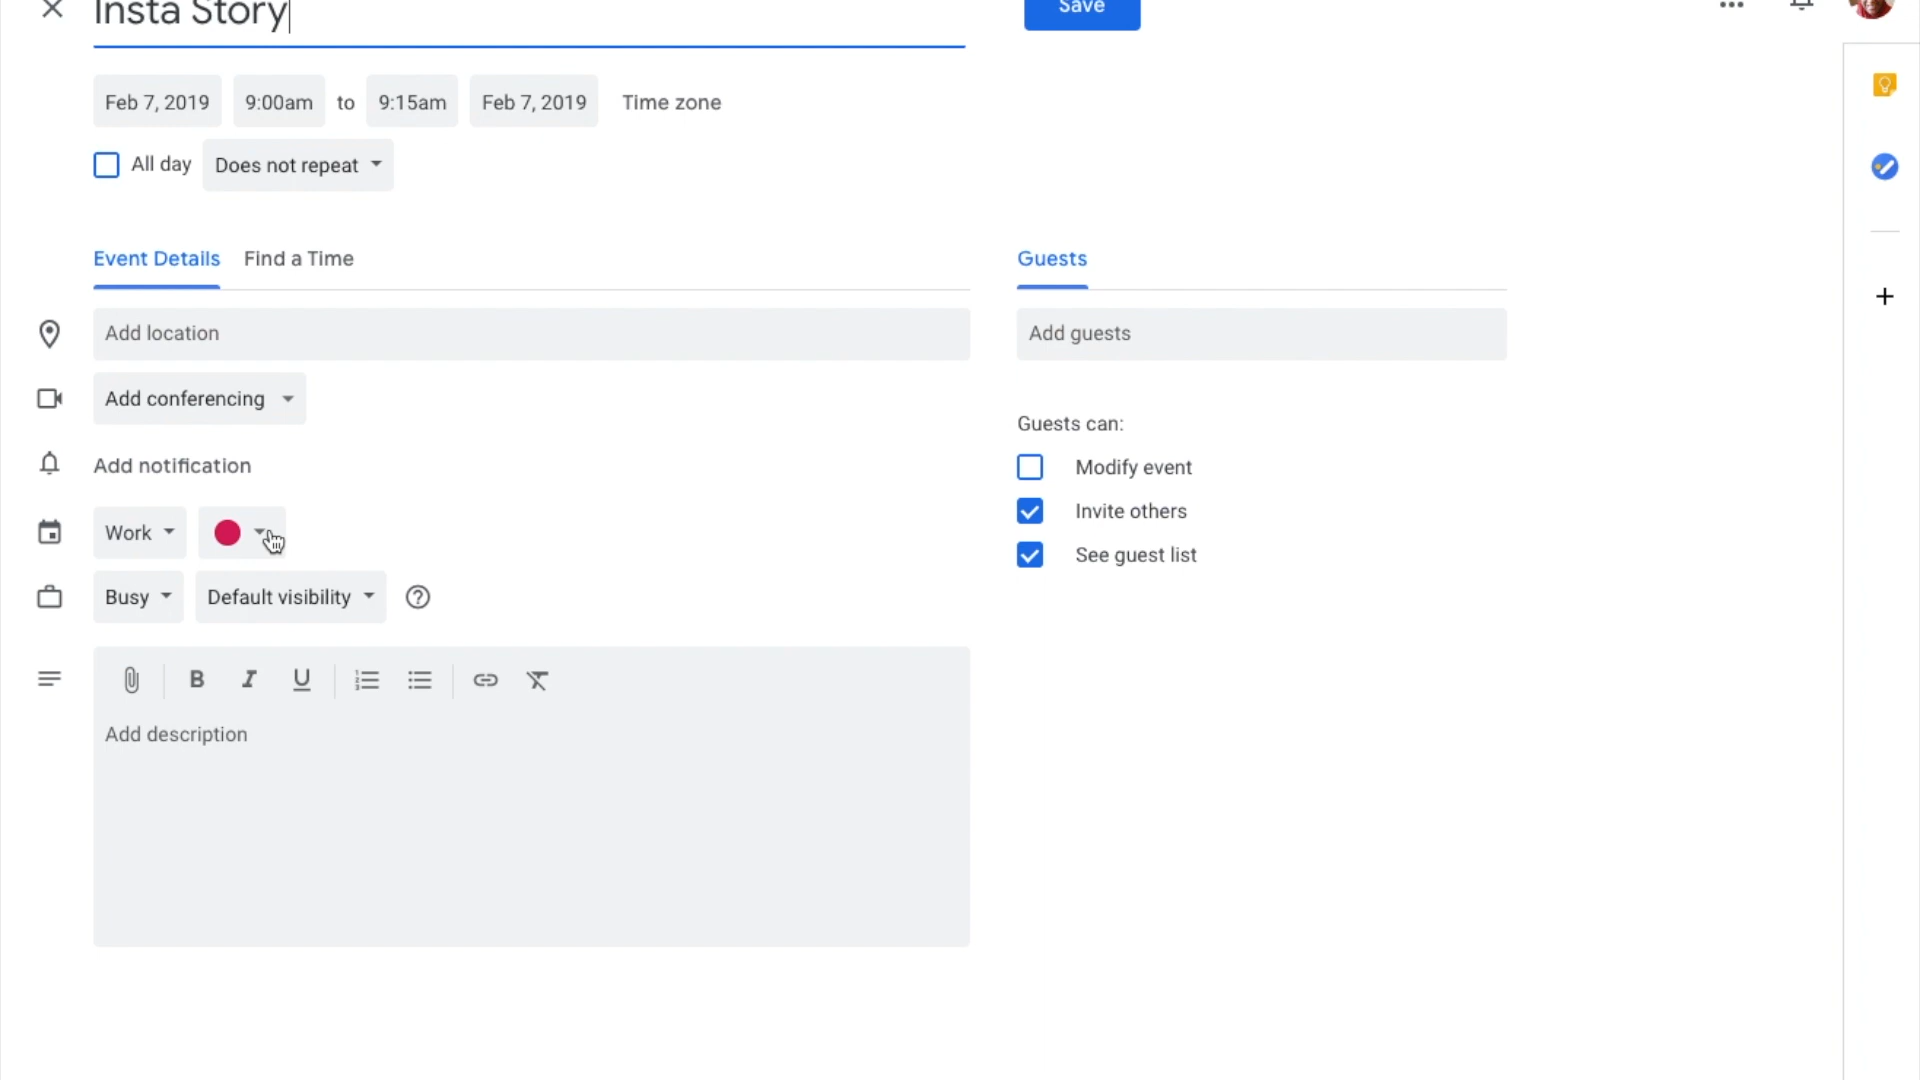 Insta Story
Save
Feb 7, 2019 9:00am to 9:15am Feb 7, 2019 Time zone
All day Does not repeat
Event Details Find a Time
Guests
Add location
Add guests
Add conferencing
Guests can:
Add notification
Modify event
Invite others
Work
See guest list
Busy Default visibility
B I U
Add description